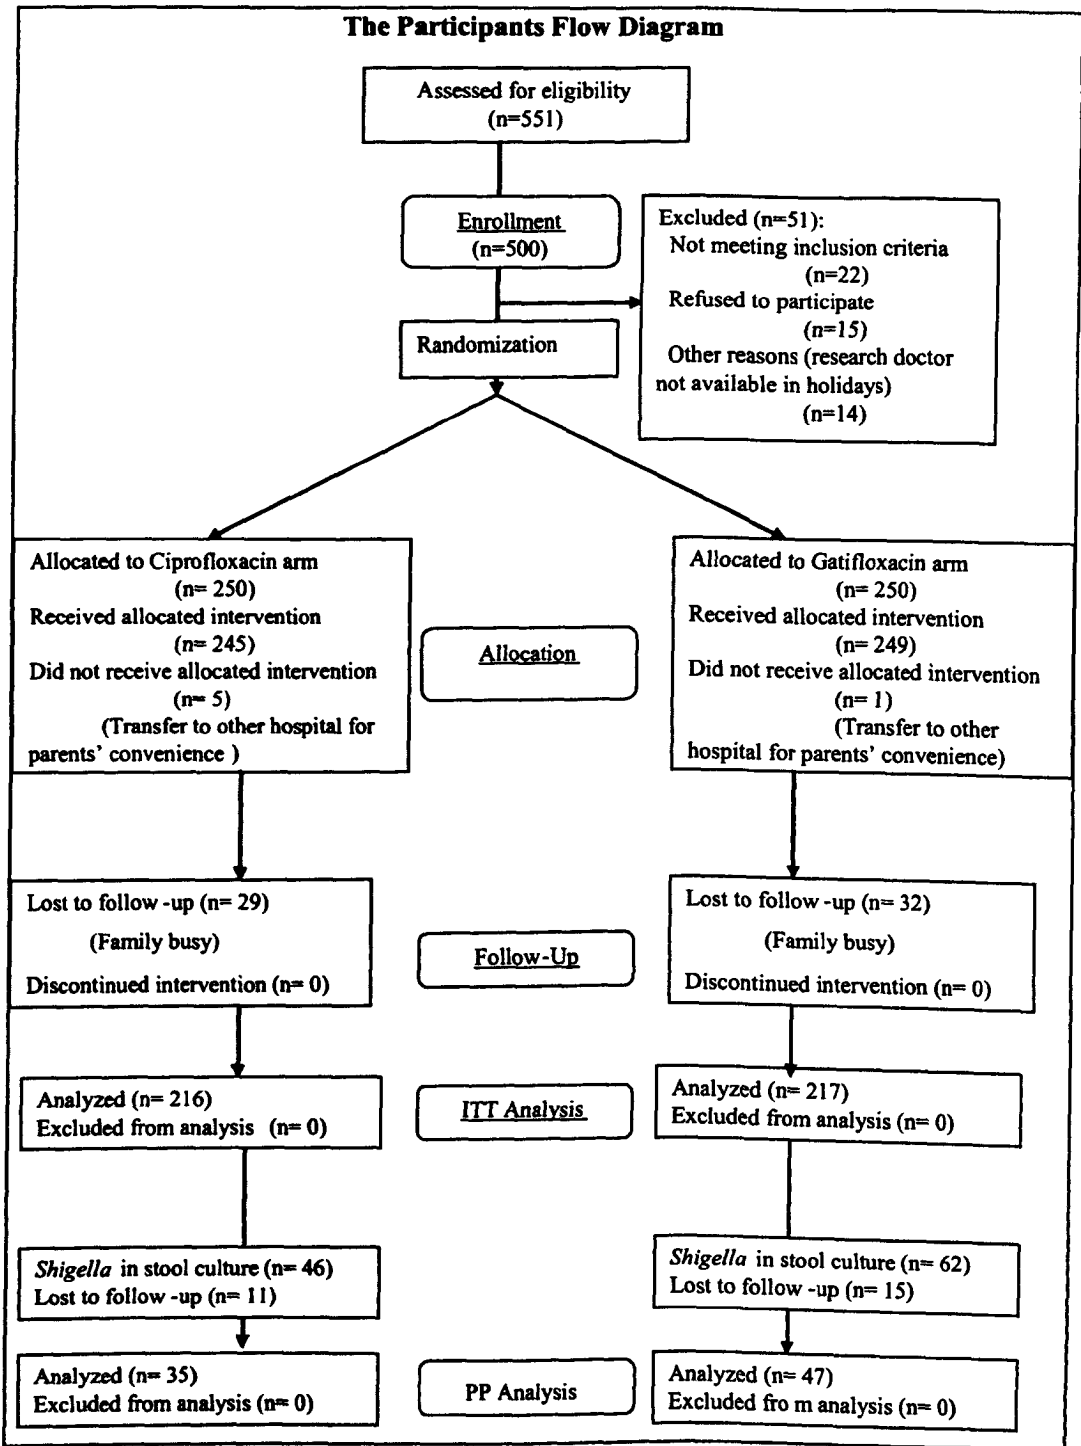 The Participants Flow Diagram
Assessed for eligibility
(n=551)
Enrollment
(n=500)
Excluded (n=51):
Not meeting inclusion criteria
(n=22)
Refused to participate
(n=15)
Other reasons (research doctor
not available in holidays)
(n=14)
Randomization
Allocated to Ciprofloxacin arm
(n= 250)
Received allocated intervention
(n= 245)
Did not receive allocated intervention
(n= 5)
(Transfer to other hospital for
parents' convenience )
Allocation
Allocated to Gatifloxacin arm
(n= 250)
Received allocated intervention
(n= 249)
Did not receive allocated intervention
(n= 1)
(Transfer to other
hospital for parents' convenience)
Lost to follow -up (n= 29)
(Family busy)
Discontinued intervention (n= 0)
Follow-Up
Lost to follow -up (n= 32)
(Family busy)
Discontinued intervention (n= 0)
Analyzed (n= 216)
Excluded from analysis (n= 0)
ITT Analysis
Analyzed (n= 217)
Excluded from analysis (n= 0)
Shigella in stool culture (n= 46)
Lost to follow -up (n= 11)
Shigella in stool culture (n= 62)
Lost to follow -up (n= 15)
Analyzed (n= 35)
Excluded from analysis (n= 0)
PP Analysis
Analyzed (n= 47)
Excluded fro m analysis (n= 0)